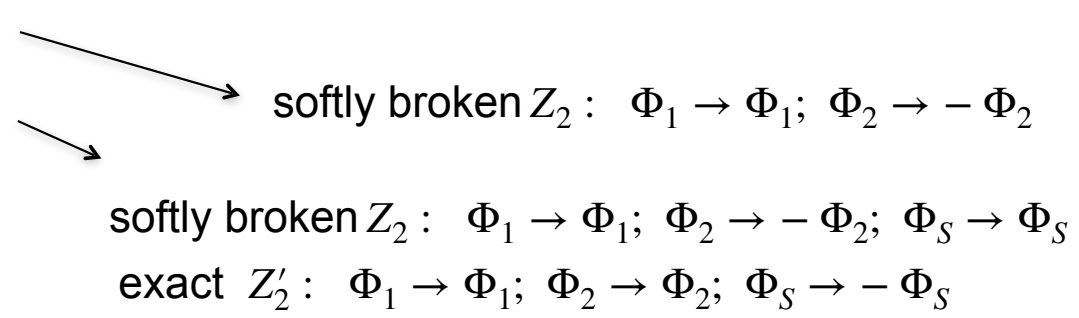 softly broken Z₂ : Φ₁ → Φ₁; Φ₂ → − Φ₂
softly broken Z₂ : Φ₁ → Φ₁; Φ₂ → − Φ₂; Φ_S → Φ_S
exact Z′₂ : Φ₁ → Φ₁; Φ₂ → Φ₂; Φ_S → − Φ_S